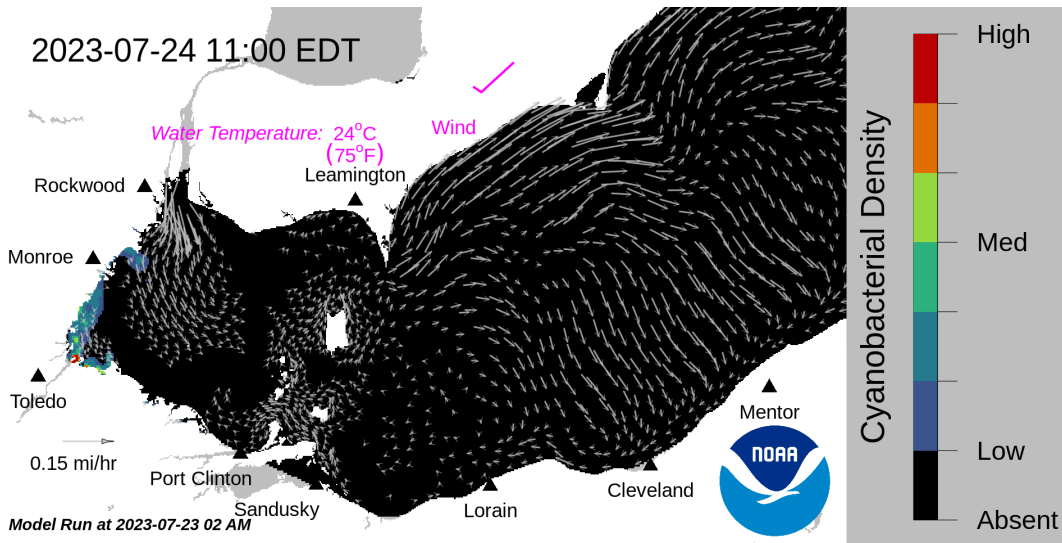 2023-07-24 11:00 EDT
High
Wind
Water Temperature: 24°C
(75°F)
Leamington
Rockwood
Monroe
Med
Cyanobacterial Density
Toledo
Mentor
0.15 mi/hr
NOAA
Low
Port Clinton
Cleveland
Sandusky
Lorain
Model Run at 2023-07-23 02 AM
Absent